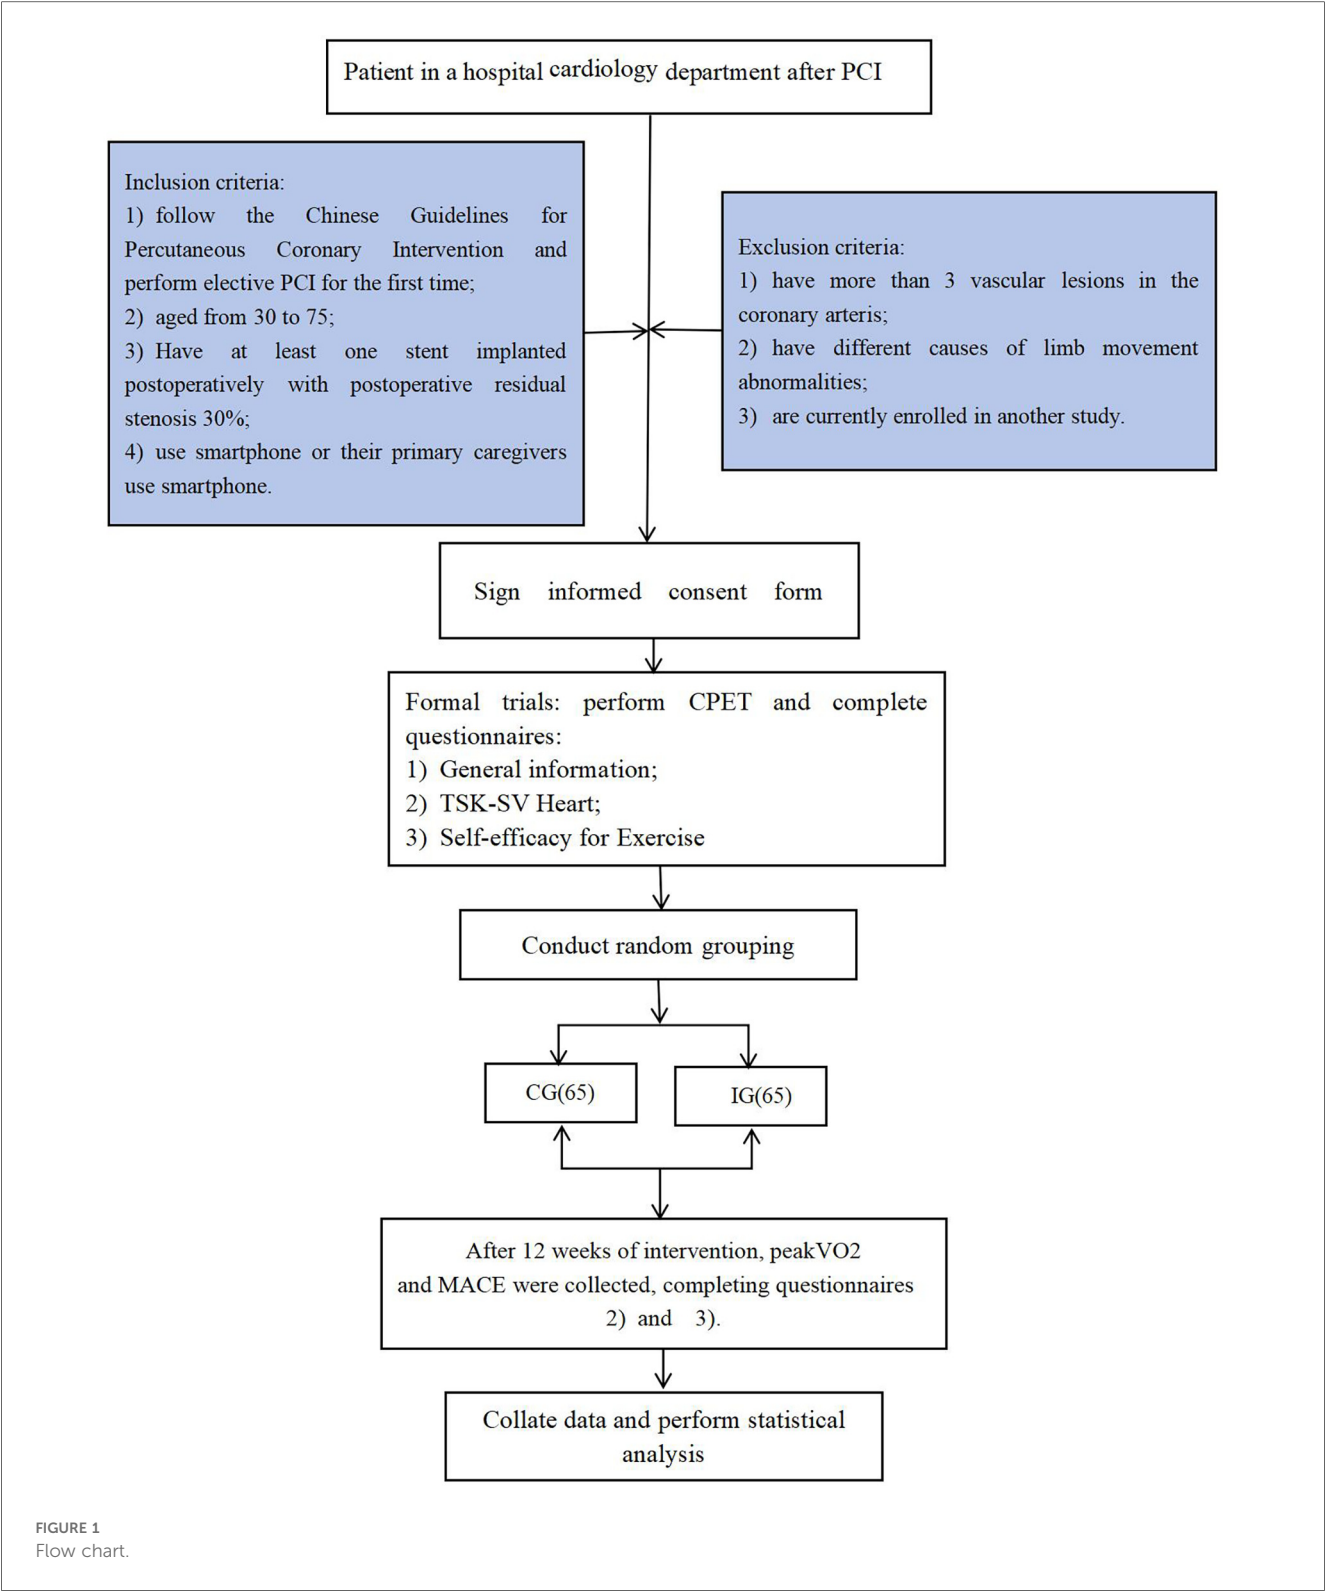 Patient in a hospital cardiology department after PCI
Inclusion criteria:
1) follow the Chinese Guidelines for
Percutaneous Coronary Intervention and
perform elective PCI for the first time;
2) aged from 30 to 75;
3) Have at least one stent implanted
postoperatively with postoperative residual
stenosis 30%;
4) use smartphone or their primary caregivers
use smartphone.
Exclusion criteria:
1) have more than 3 vascular lesions in the
coronary arteris;
2) have different causes of limb movement
abnormalities;
3) are currently enrolled in another study.
Sign informed consent form
Formal trials: perform CPET and complete
questionnaires:
1) General information;
2) TSK-SV Heart;
3) Self-efficacy for Exercise
Conduct random grouping
CG(65)
IG(65)
After 12 weeks of intervention, peakVO2
and MACE were collected, completing questionnaires
2) and 3).
Collate data and perform statistical
analysis
FIGURE 1
Flow chart.